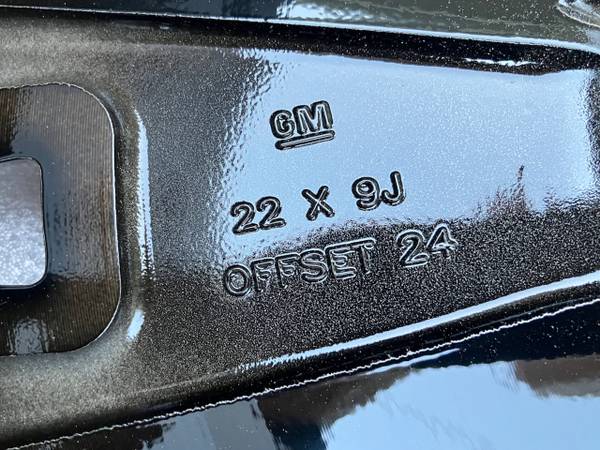 GM
22 X 9J
OFFSET 24